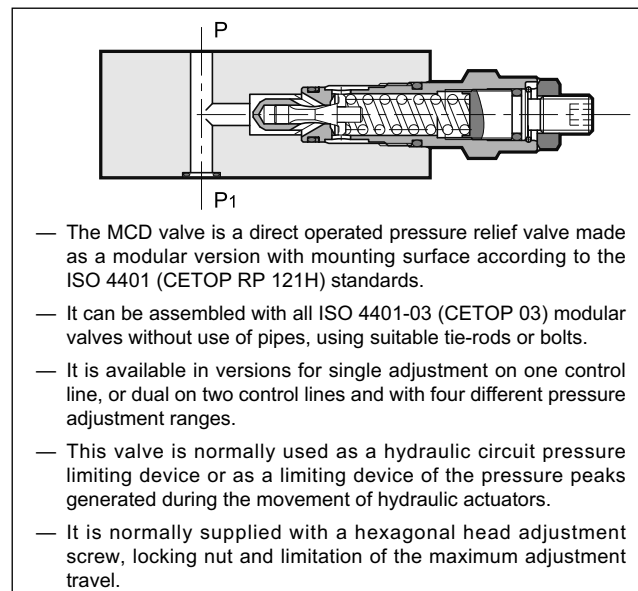 P
P1
— The MCD valve is a direct operated pressure relief valve made
as a modular version with mounting surface according to the
ISO 4401 (CETOP RP 121H) standards.
— It can be assembled with all ISO 4401-03 (CETOP 03) modular
valves without use of pipes, using suitable tie-rods or bolts.
— It is available in versions for single adjustment on one control
line, or dual on two control lines and with four different pressure
adjustment ranges.
— This valve is normally used as a hydraulic circuit pressure
limiting device or as a limiting device of the pressure peaks
generated during the movement of hydraulic actuators.
— It is normally supplied with a hexagonal head adjustment
screw, locking nut and limitation of the maximum adjustment
travel.